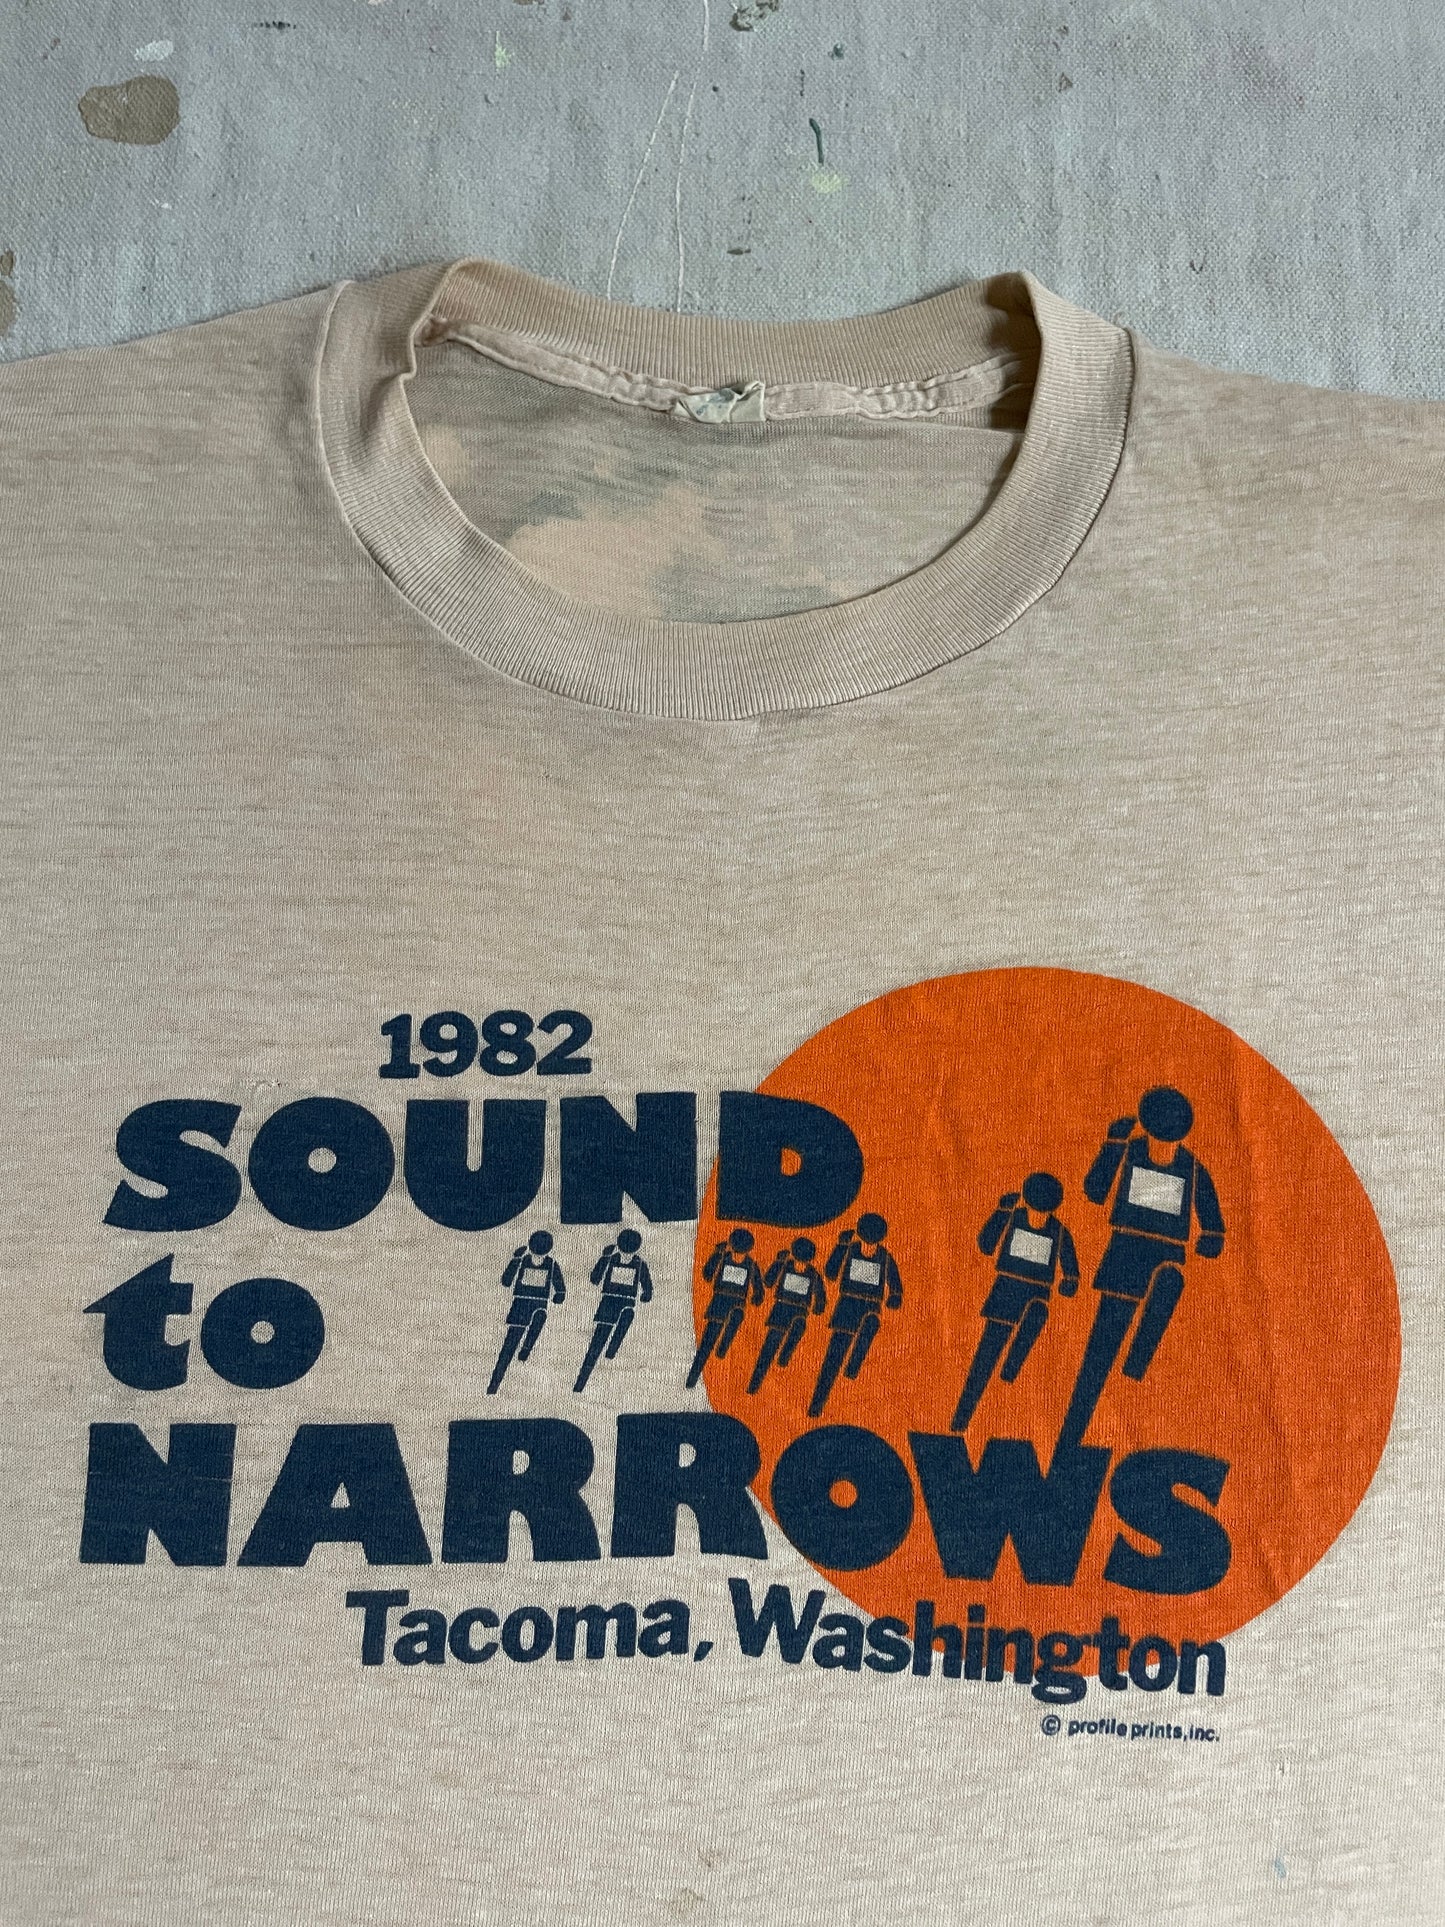 1982
SOUND
to
NARROWS
Tacoma, Washington
© profile prints, inc.